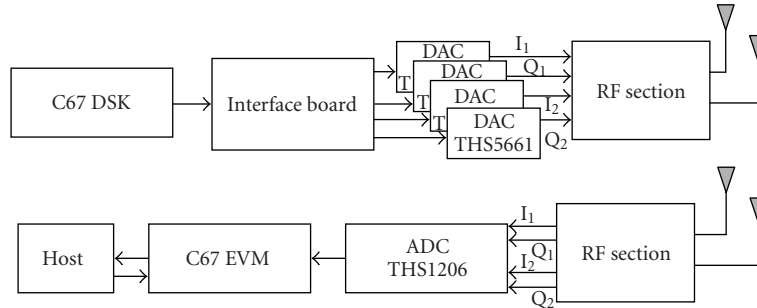 DAC
I1
T
DAC
Q1
T
DAC
I2
T
DAC
THS5661
Q2
C67 DSK
Interface board
RF section
Host
C67 EVM
ADC
THS1206
I1
Q1
I2
Q2
RF section